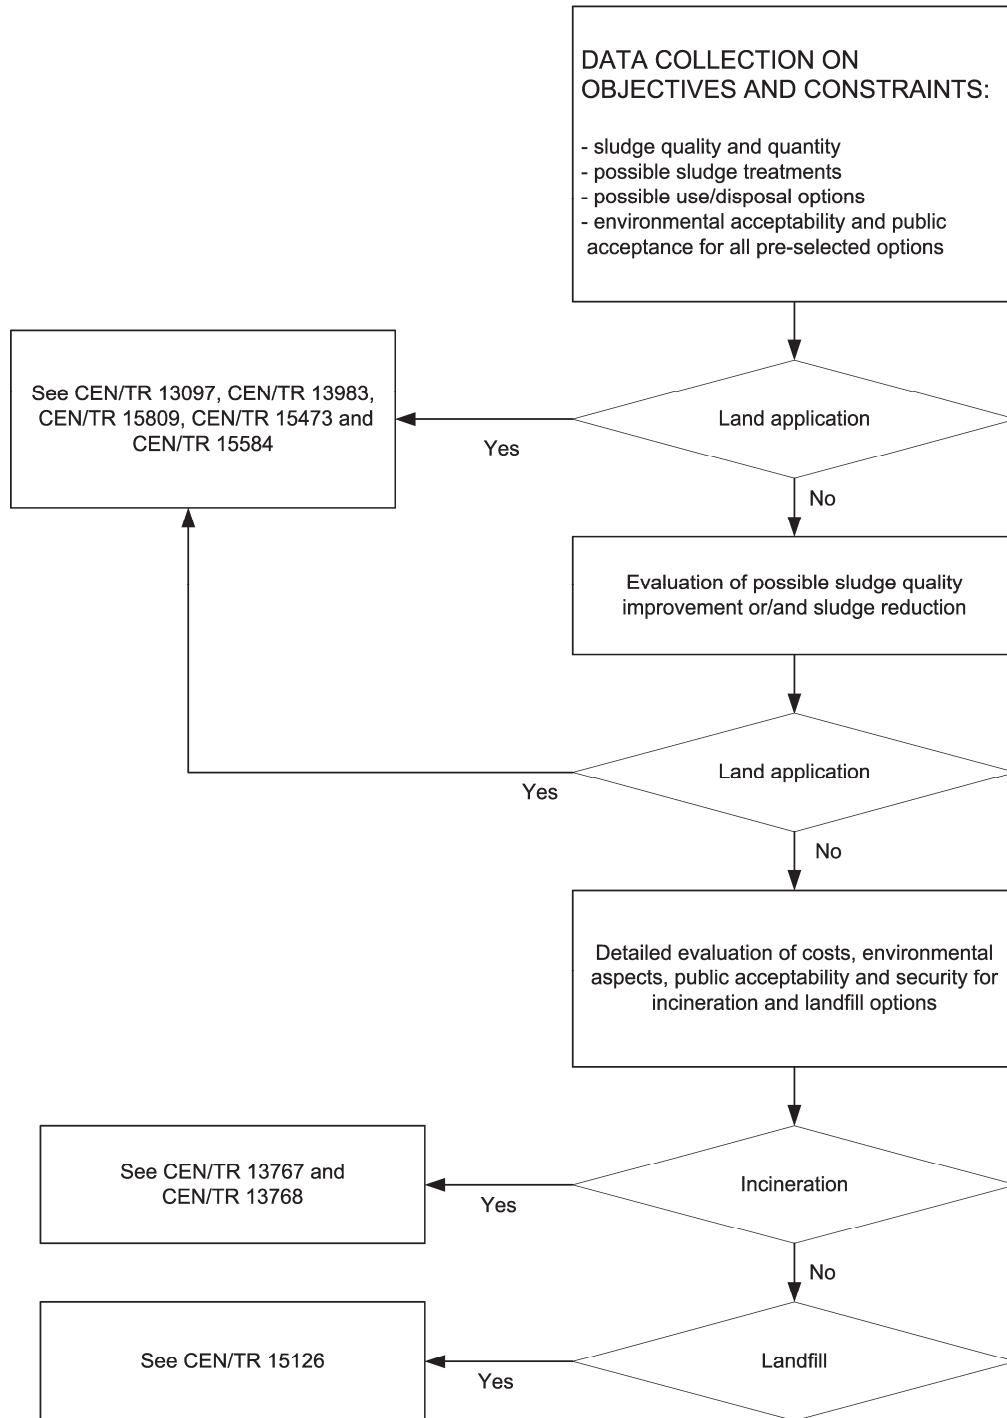 DATA COLLECTION ON
OBJECTIVES AND CONSTRAINTS:
- sludge quality and quantity
- possible sludge treatments
- possible use/disposal options
- environmental acceptability and public
acceptance for all pre-selected options
See CEN/TR 13097, CEN/TR 13983,
CEN/TR 15809, CEN/TR 15473 and
CEN/TR 15584
Yes
Land application
No
Evaluation of possible sludge quality
improvement or/and sludge reduction
Land application
Yes
No
Detailed evaluation of costs, environmental
aspects, public acceptability and security for
incineration and landfill options
See CEN/TR 13767 and
CEN/TR 13768
Yes
Incineration
No
See CEN/TR 15126
Yes
Landfill